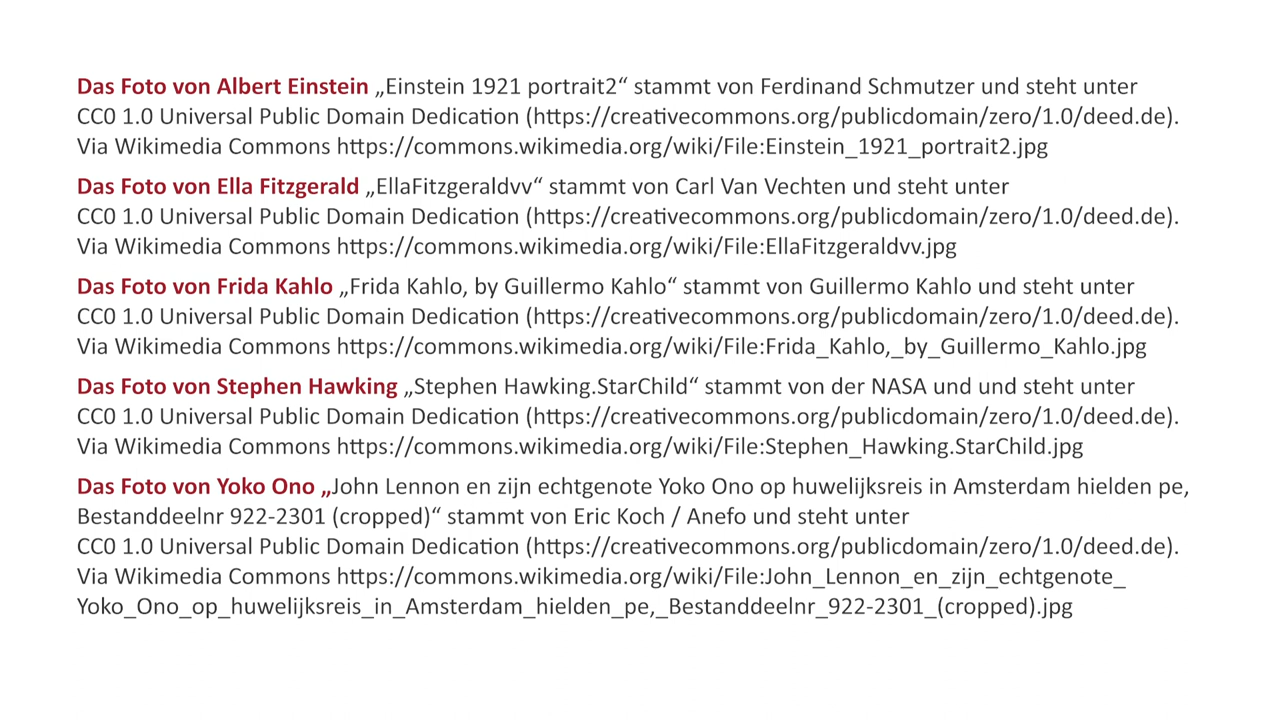 Das Foto von Albert Einstein „Einstein 1921 portrait2“ stammt von Ferdinand Schmutzer und steht unter
CC0 1.0 Universal Public Domain Dedication (https://creativecommons.org/publicdomain/zero/1.0/deed.de).
Via Wikimedia Commons https://commons.wikimedia.org/wiki/File:Einstein_1921_portrait2.jpg
Das Foto von Ella Fitzgerald „EllaFitzgeraldvv“ stammt von Carl Van Vechten und steht unter
CC0 1.0 Universal Public Domain Dedication (https://creativecommons.org/publicdomain/zero/1.0/deed.de).
Via Wikimedia Commons https://commons.wikimedia.org/wiki/File:EllaFitzgeraldvv.jpg
Das Foto von Frida Kahlo „Frida Kahlo, by Guillermo Kahlo“ stammt von Guillermo Kahlo und steht unter
CC0 1.0 Universal Public Domain Dedication (https://creativecommons.org/publicdomain/zero/1.0/deed.de).
Via Wikimedia Commons https://commons.wikimedia.org/wiki/File:Frida_Kahlo,_by_Guillermo_Kahlo.jpg
Das Foto von Stephen Hawking „Stephen Hawking.StarChild“ stammt von der NASA und und steht unter
CC0 1.0 Universal Public Domain Dedication (https://creativecommons.org/publicdomain/zero/1.0/deed.de).
Via Wikimedia Commons https://commons.wikimedia.org/wiki/File:Stephen_Hawking.StarChild.jpg
Das Foto von Yoko Ono „John Lennon en zijn echtgenote Yoko Ono op huwelijksreis in Amsterdam hielden pe,
Bestanddeelnr 922-2301 (cropped)“ stammt von Eric Koch / Anefo und steht unter
CC0 1.0 Universal Public Domain Dedication (https://creativecommons.org/publicdomain/zero/1.0/deed.de).
Via Wikimedia Commons https://commons.wikimedia.org/wiki/File:John_Lennon_en_zijn_echtgenote_
Yoko_Ono_op_huwelijksreis_in_Amsterdam_hielden_pe,_Bestanddeelnr_922-2301_(cropped).jpg